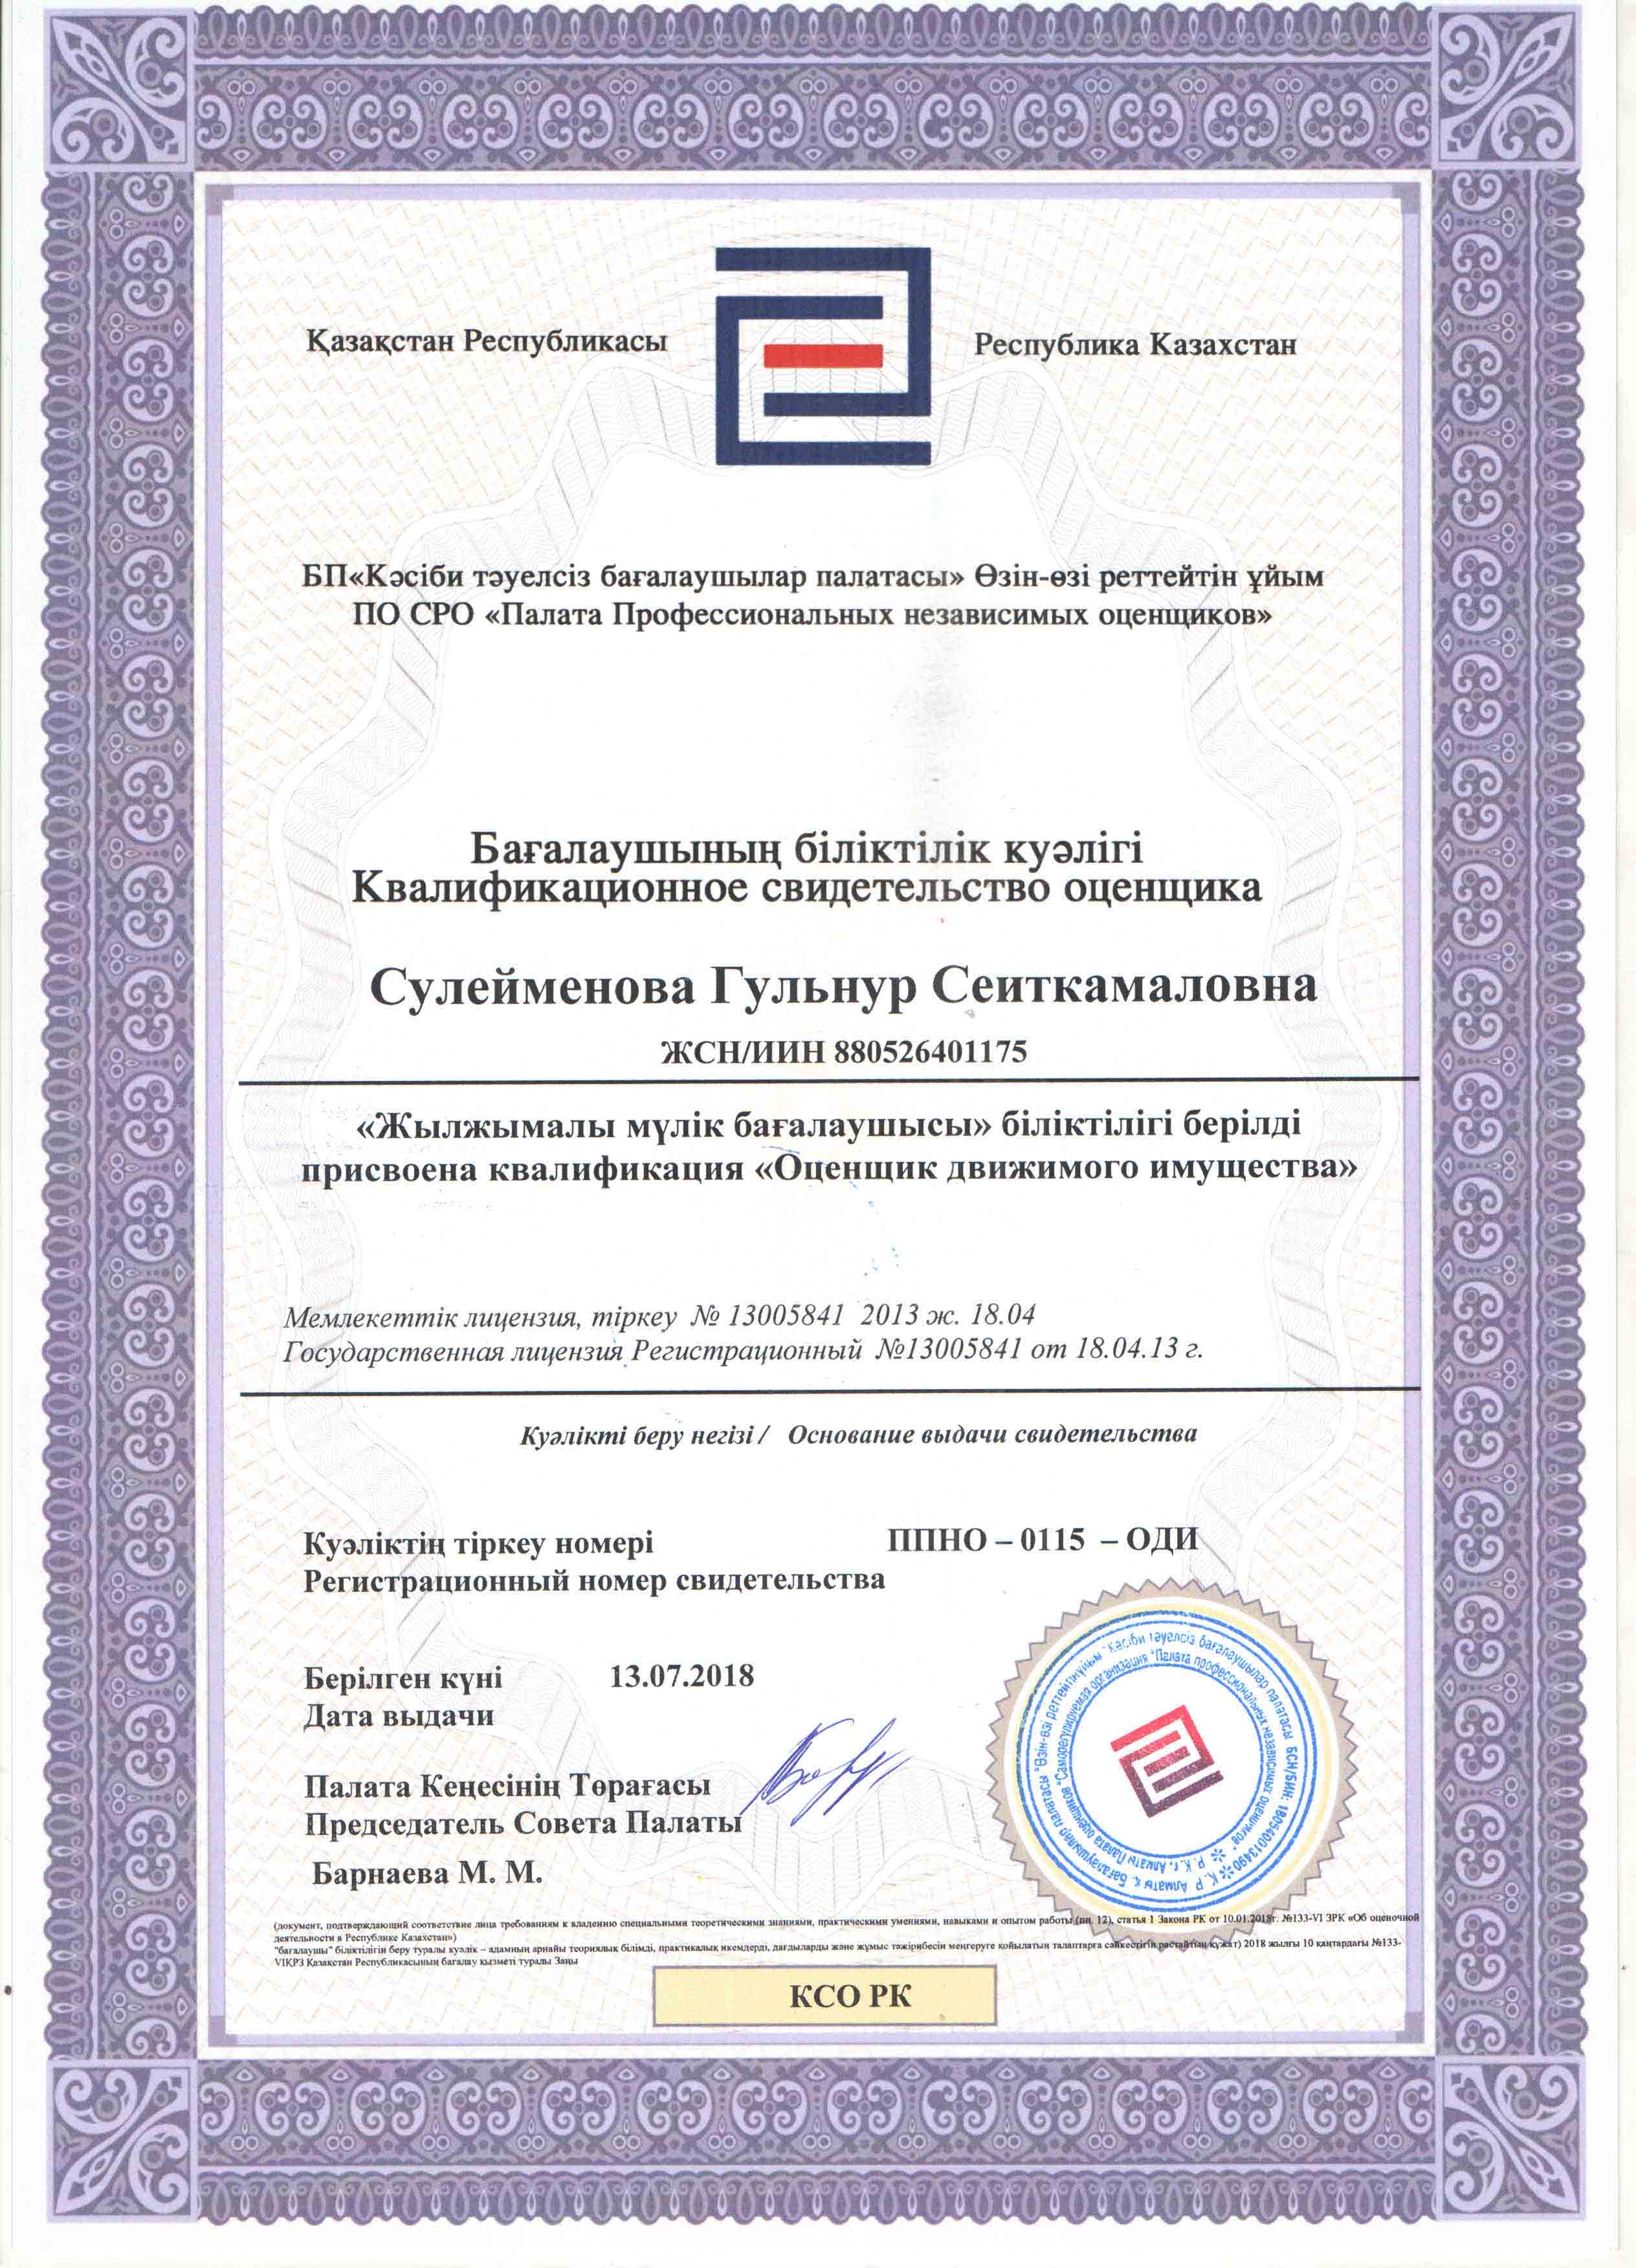 Қазақстан Республикасы
Республика Казахстан
БП«Кәсіби тәуелсіз бағалаушылар палатасы» Өзін-өзі реттейтін ұйым
ПО СРО «Палата Профессиональных независимых оценщиков»
Бағалаушының біліктілік куәлігі
Квалификационное свидетельство оценщика
Сулейменова Гульнур Сеиткамаловна
ЖСН/ИИН 880526401175
«Жылжымалы мүлік бағалаушысы» біліктілігі берілді
присвоена квалификация «Оценщик движимого имущества»
Мемлекеттік лицензия, тіркеу № 13005841 2013 ж. 18.04
Государственная лицензия Регистрационный №13005841 от 18.04.13 г.
Куәлікті беру негізі / Основание выдачи свидетельства
Куәліктің тіркеу номері ППНО – 0115 – ОДИ
Регистрационный номер свидетельства
Берілген күні 13.07.2018
Дата выдачи
Палата Кеңесінің Төрағасы
Председатель Совета Палаты
Барнаева М. М.
Өзін-өзі реттейтін ұйымы "Кәсіби тәуелсіз бағалаушылар палатасы" БСН/БИН: 180540013490 * Қ. Р. Алматы қ. Бағалаушылар палатасы
"Саморегулируемая организация "Палата профессиональных независимых оценщиков" * Р. К. г. Алматы Палата оценщиков
(документ, подтверждающий соответствие лица требованиям к владению специальными теоретическими знаниями, практическими умениями, навыками и опытом работы (пп. 12), статья 1 Закона РК от 10.01.2018г. №133-VI ЗРК «Об оценочной
деятельности в Республике Казахстан»)
"бағалаушы" біліктілігін беру туралы куәлік – адамның арнайы теориялық білімді, практикалық икемдерді, дағдыларды және жұмыс тәжірибесін меңгеруге қойылатын талаптарға сәйкестігін растайтын құжат) 2018 жылғы 10 қаңтардағы №133-
VIҚРЗ Қазақстан Республикасының бағалау қызметі туралы Заңы
КСО РК